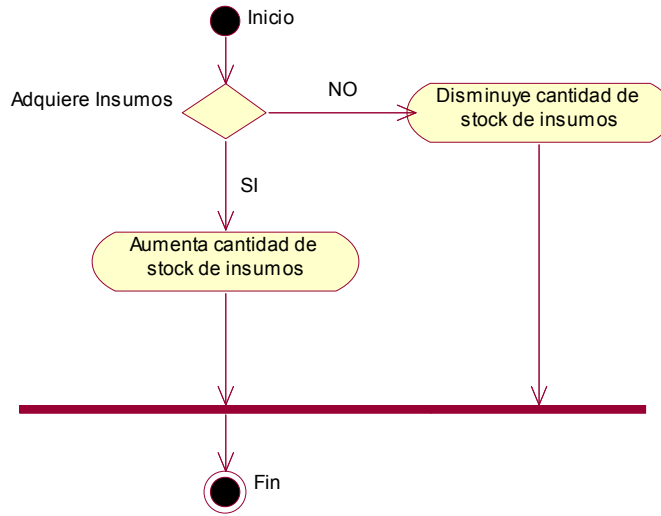 Inicio
Adquiere Insumos
NO
Disminuye cantidad de
stock de insumos
SI
Aumenta cantidad de
stock de insumos
Fin